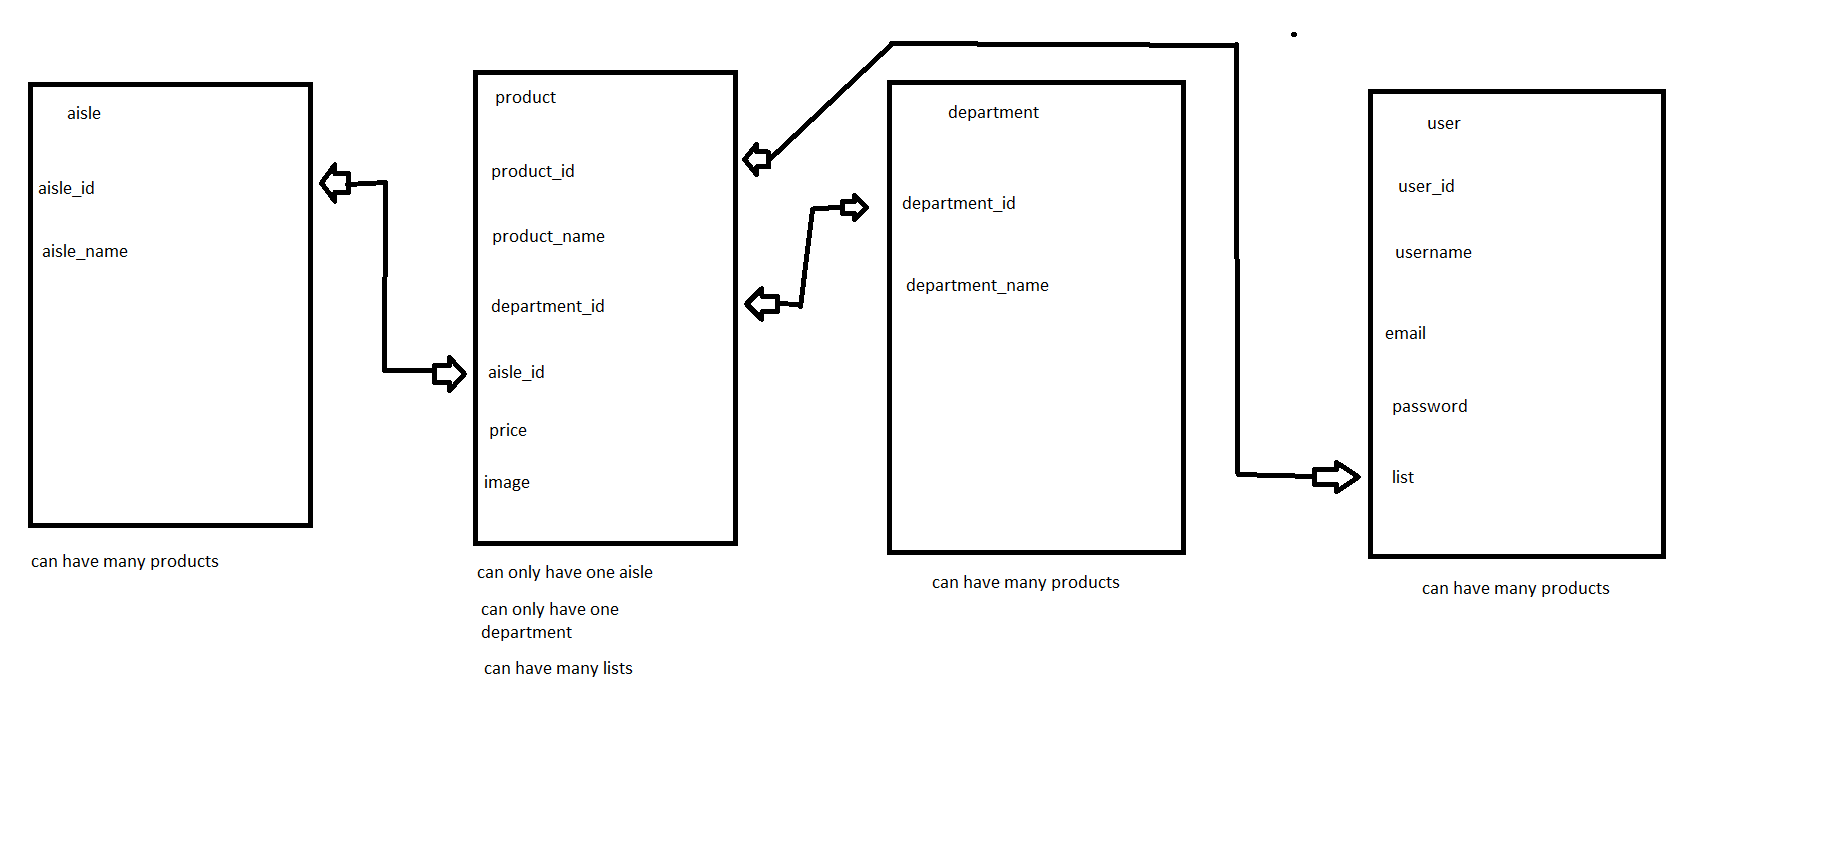 aisle
aisle_id
aisle_name
can have many products
product
product_id
product_name
department_id
aisle_id
price
image
can only have one aisle
can only have one
department
can have many lists
department
department_id
department_name
can have many products
user
user_id
username
email
password
list
can have many products